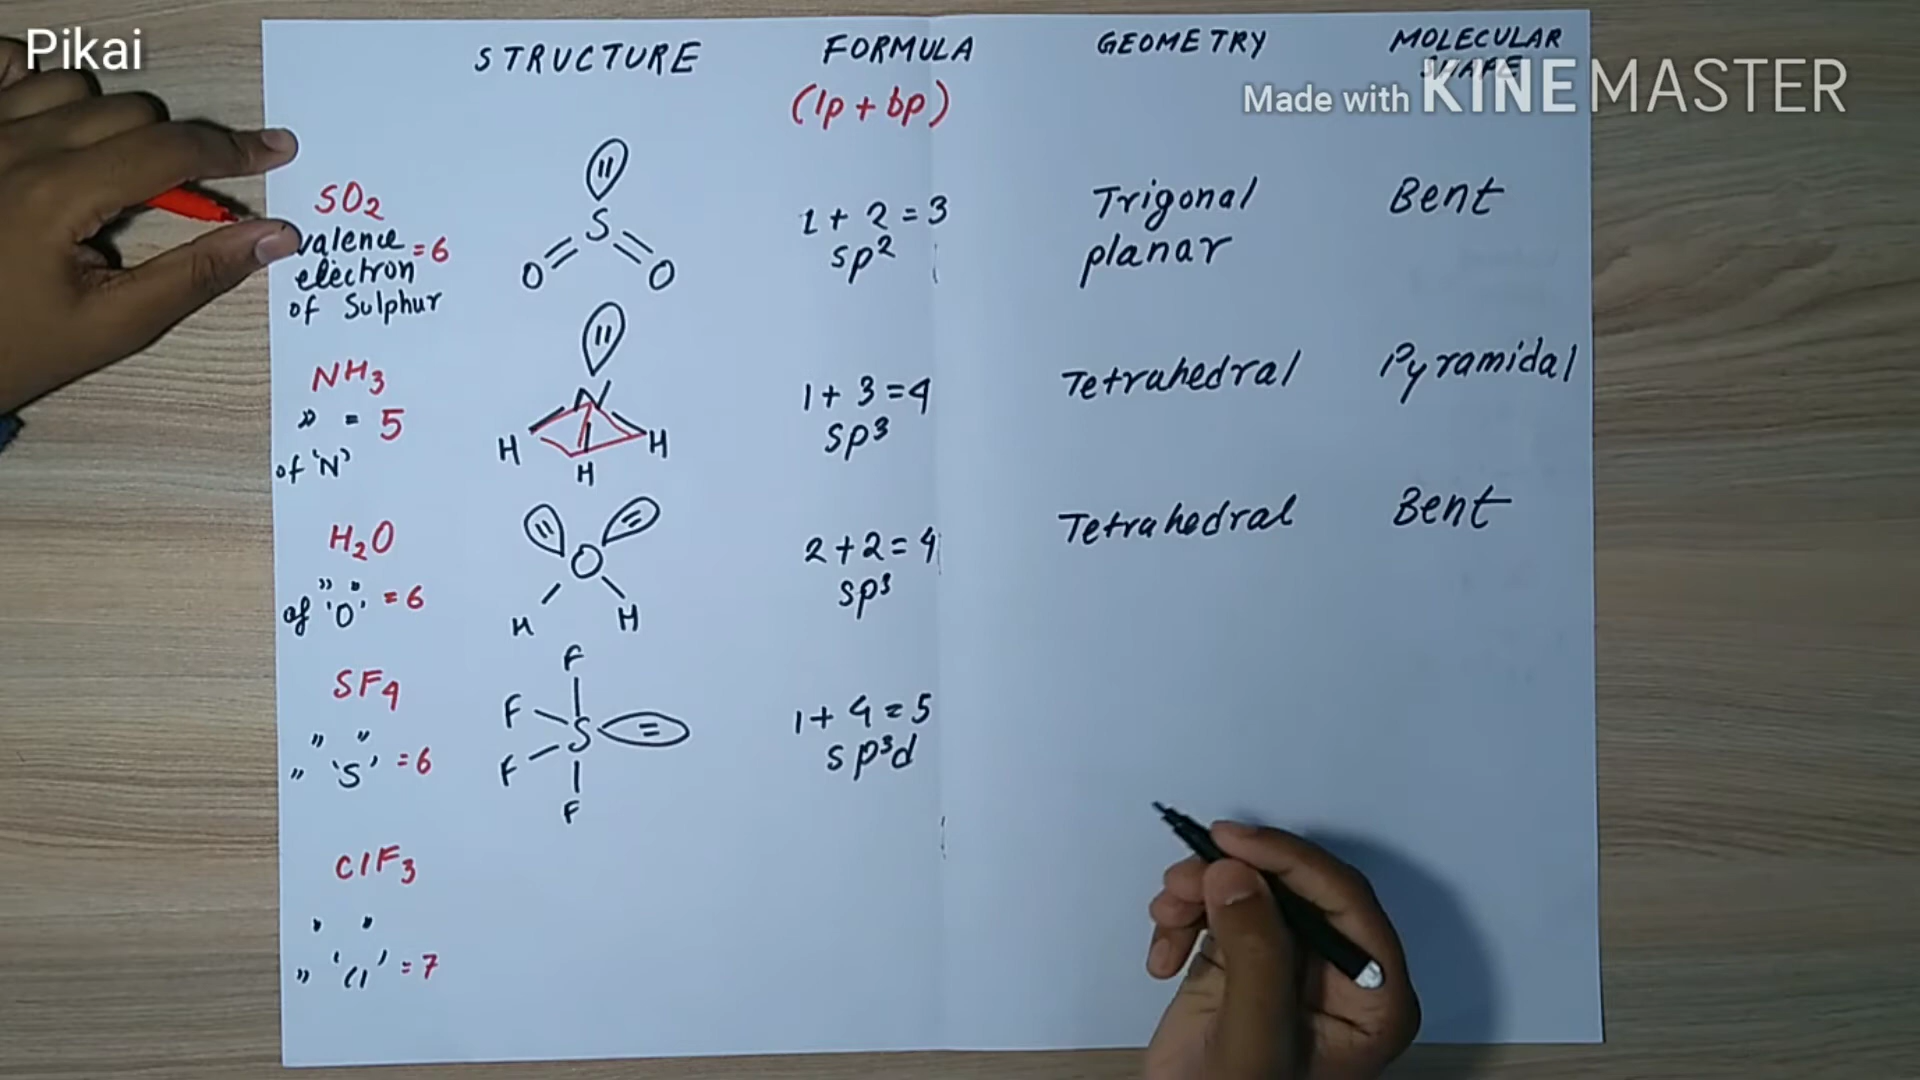 Pikai
STRUCTURE FORMULA GEOMETRY MOLECULAR
SHAPE
(lp + bp)
Made with KINEMASTER
SO2
valence = 6
electron
of Sulphur
S
O O
1 + 2 = 3
sp2
Trigonal
planar
Bent
NH3
" = 5
of 'N'
N
H H
H
1 + 3 = 4
sp3
Tetrahedral
Pyramidal
H2O
" "
of 'O' = 6
O
H H
2 + 2 = 4
sp3
Tetrahedral
Bent
SF4
" "
" 'S' = 6
F
F
S
F
F
1 + 4 = 5
sp3d
ClF3
" "
" 'Cl' = 7